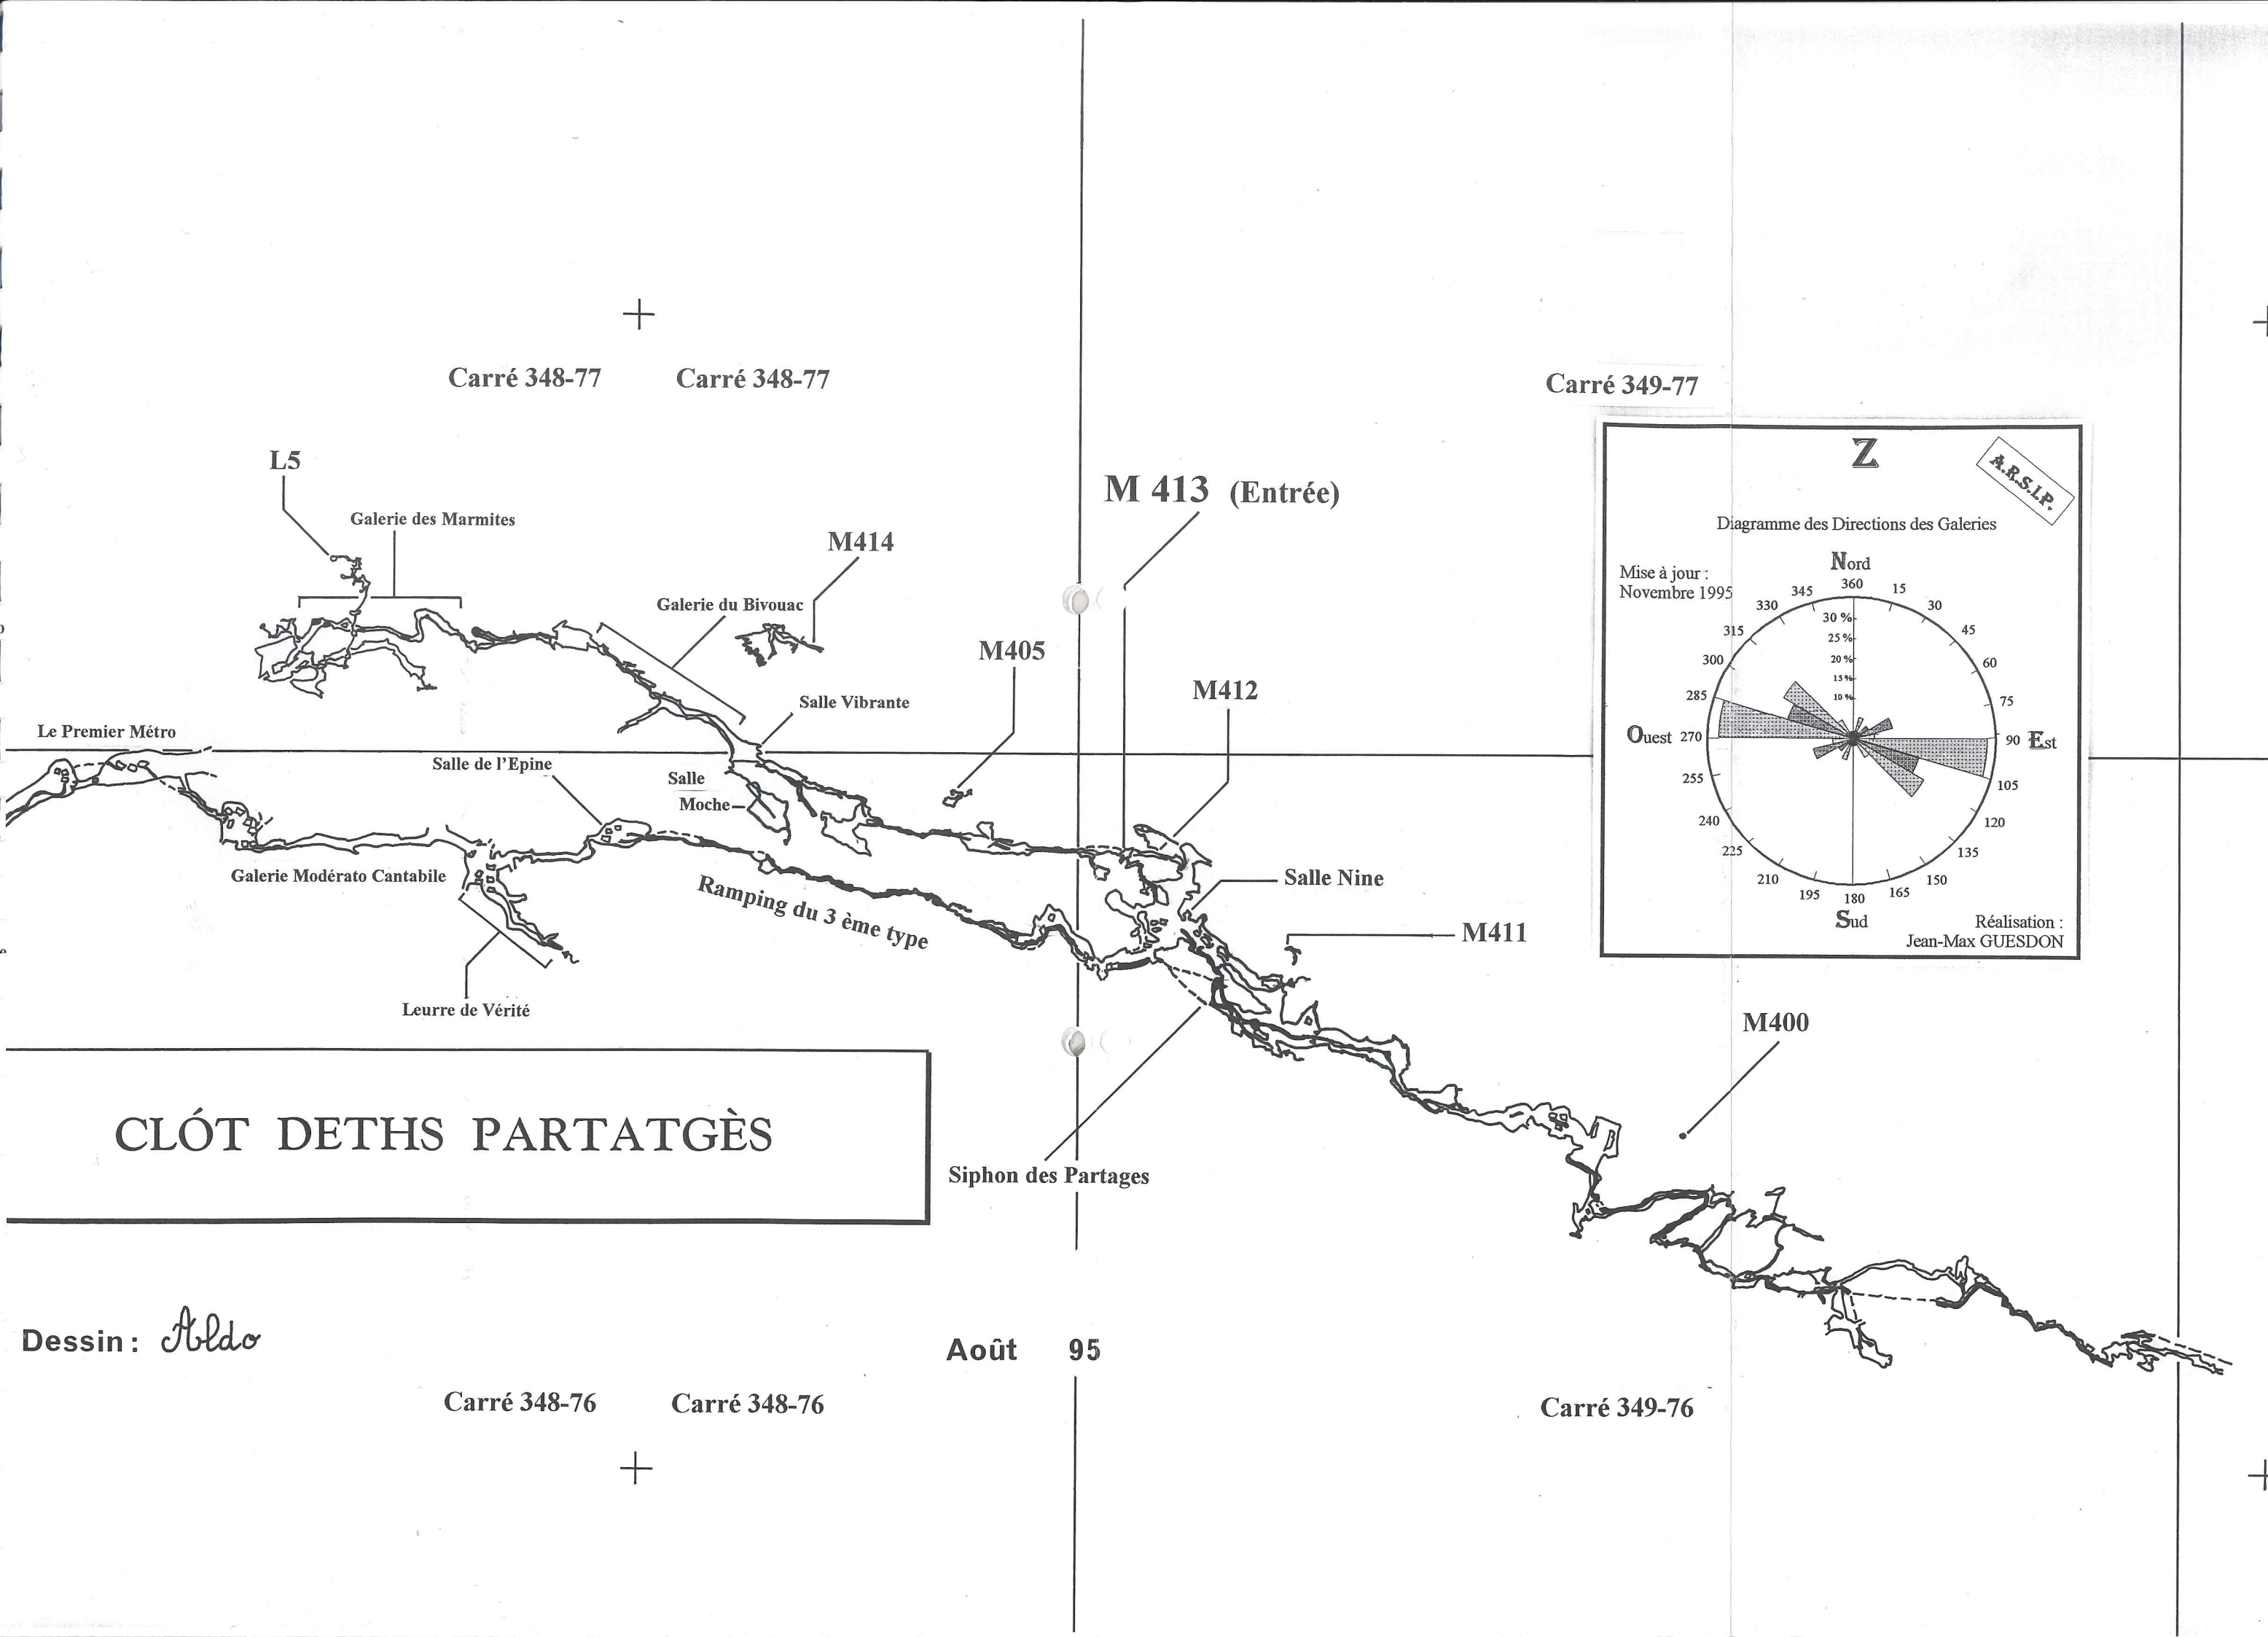 Carré 348-77
Carré 348-77
Carré 349-77
L5
Galerie des Marmites
M 413 (Entrée)
M414
Galerie du Bivouac
M405
M412
Salle Vibrante
Le Premier Métro
Salle de l'Epine
Salle
Moche
Galerie Modérato Cantabile
Ramping du 3 ème type
Salle Nine
M411
Leurre de Vérité
M400
CLÓT DETHS PARTATGÈS
Siphon des Partages
Dessin : Aldo
Août 95
Carré 348-76
Carré 348-76
Carré 349-76
Z
A.R.S.I.P.
Diagramme des Directions des Galeries
Mise à jour :
Novembre 1995
Nord
360
15
30
45
60
75
90 Est
105
120
135
150
165
180
Sud
195
210
225
240
255
Ouest 270
285
300
315
330
345
30 %
25 %
20 %
15 %
10 %
Réalisation :
Jean-Max GUESDON